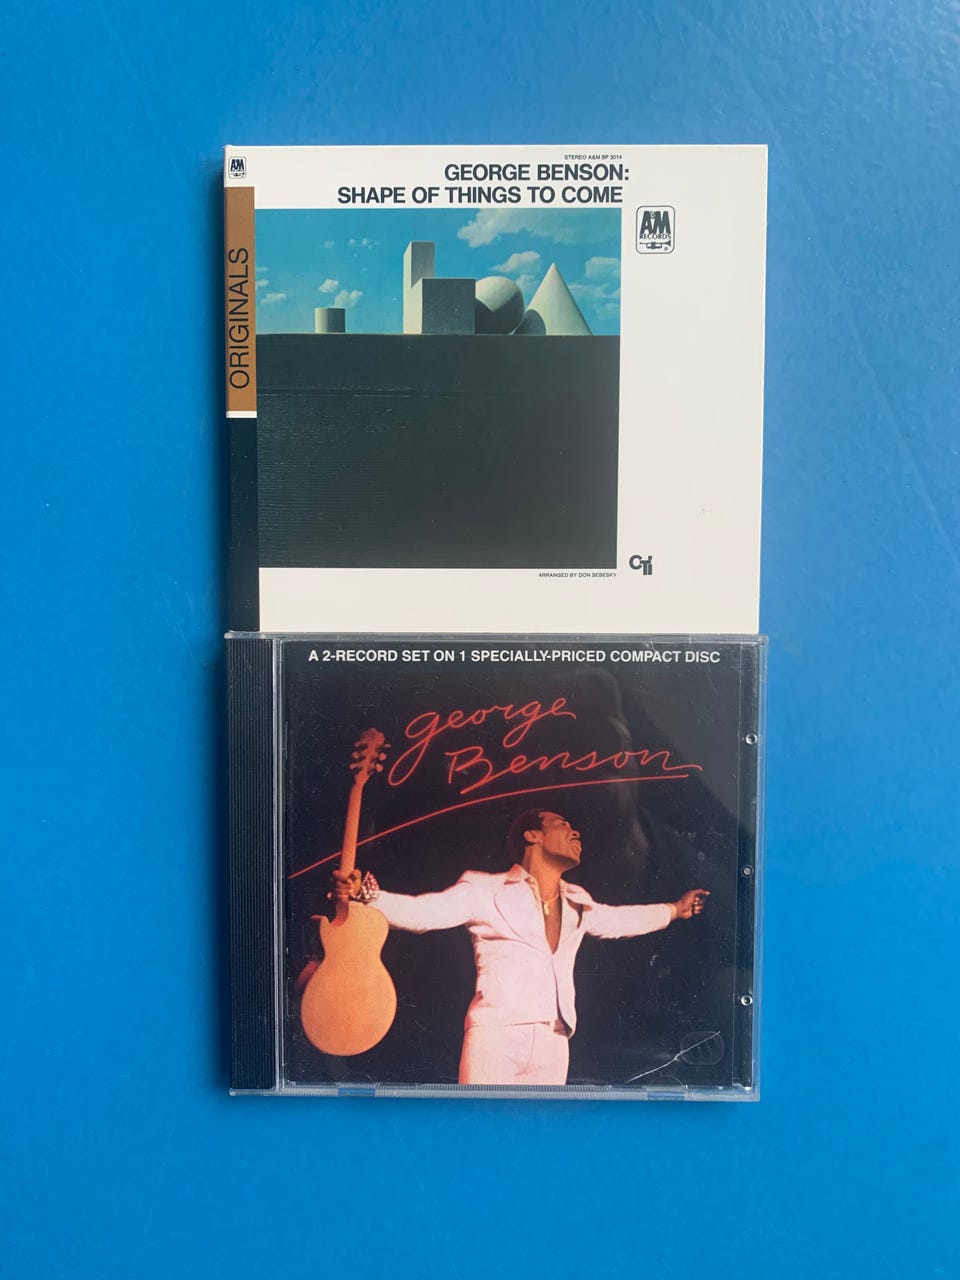 A&M
ORIGINALS
STEREO A&M SP 3014
GEORGE BENSON:
SHAPE OF THINGS TO COME
A&M
RECORDS
ARRANGED BY DON SEBESKY
CTi
A 2-RECORD SET ON 1 SPECIALLY-PRICED COMPACT DISC
george
Benson